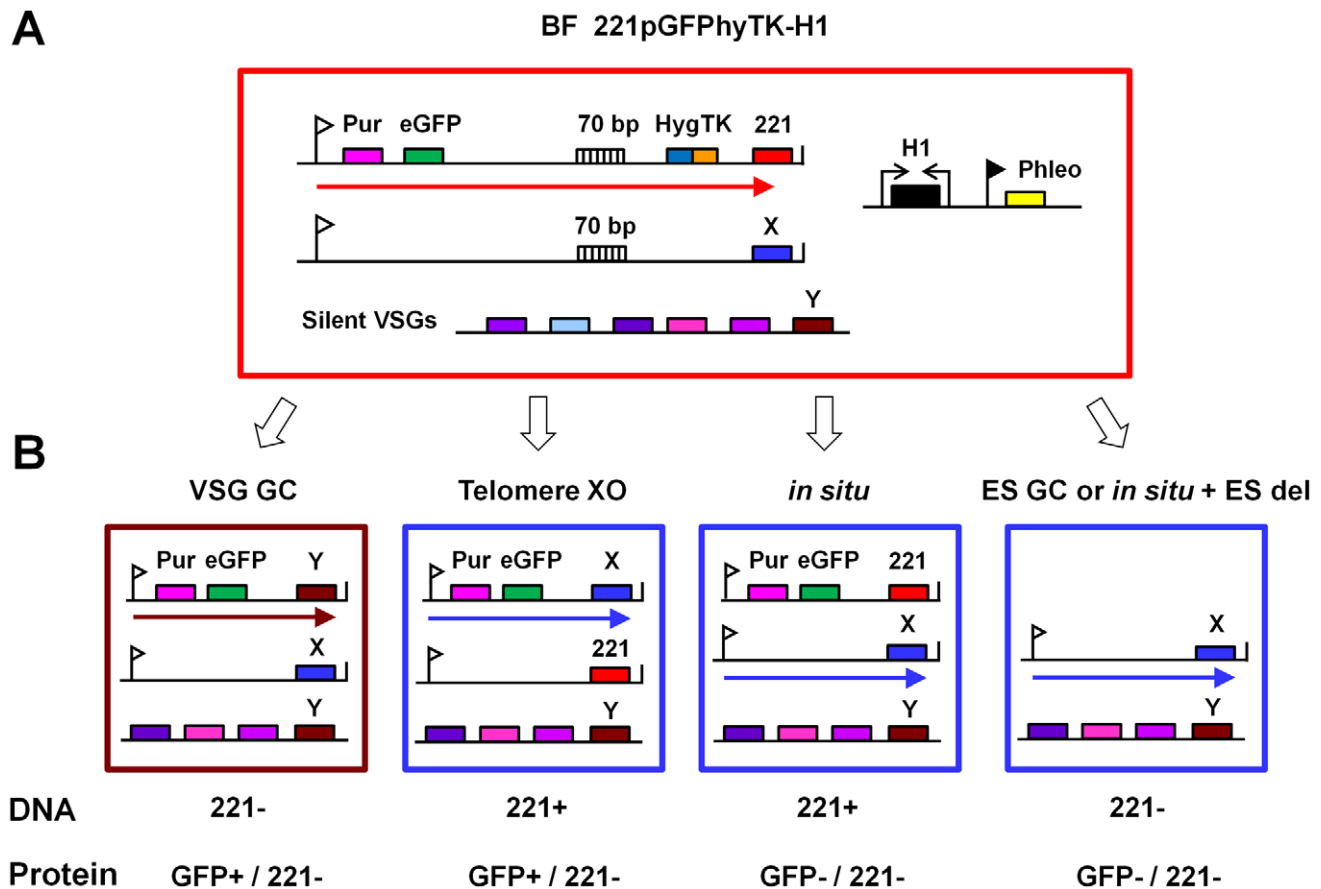 A
BF 221pGFPhyTK-H1
Pur eGFP 70 bp HygTK 221
H1
Phleo
70 bp X
Y
Silent VSGs
B
VSG GC Telomere XO in situ ES GC or in situ + ES del
Pur eGFP Y Pur eGFP X Pur eGFP 221
X 221 X X
Y Y Y Y
DNA 221- 221+ 221+ 221-
Protein GFP+ / 221- GFP+ / 221- GFP- / 221- GFP- / 221-